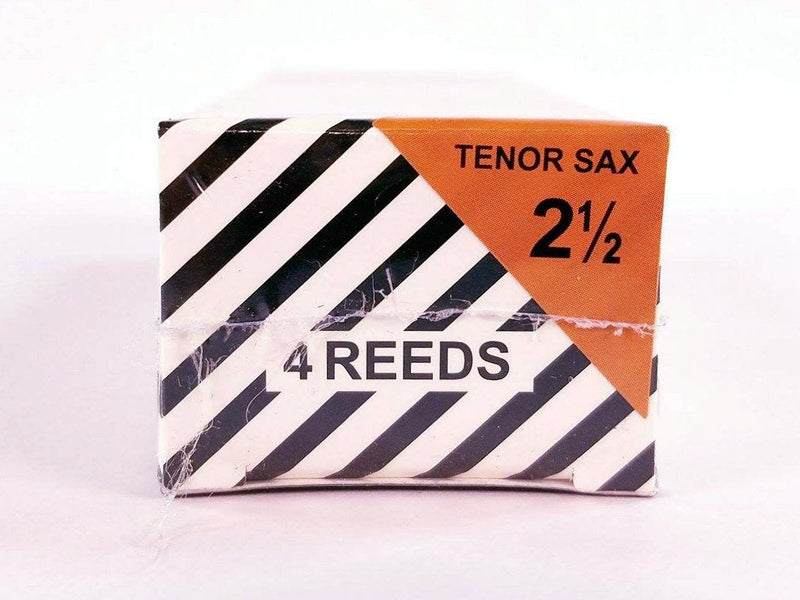 TENOR SAX
2½
4 REEDS